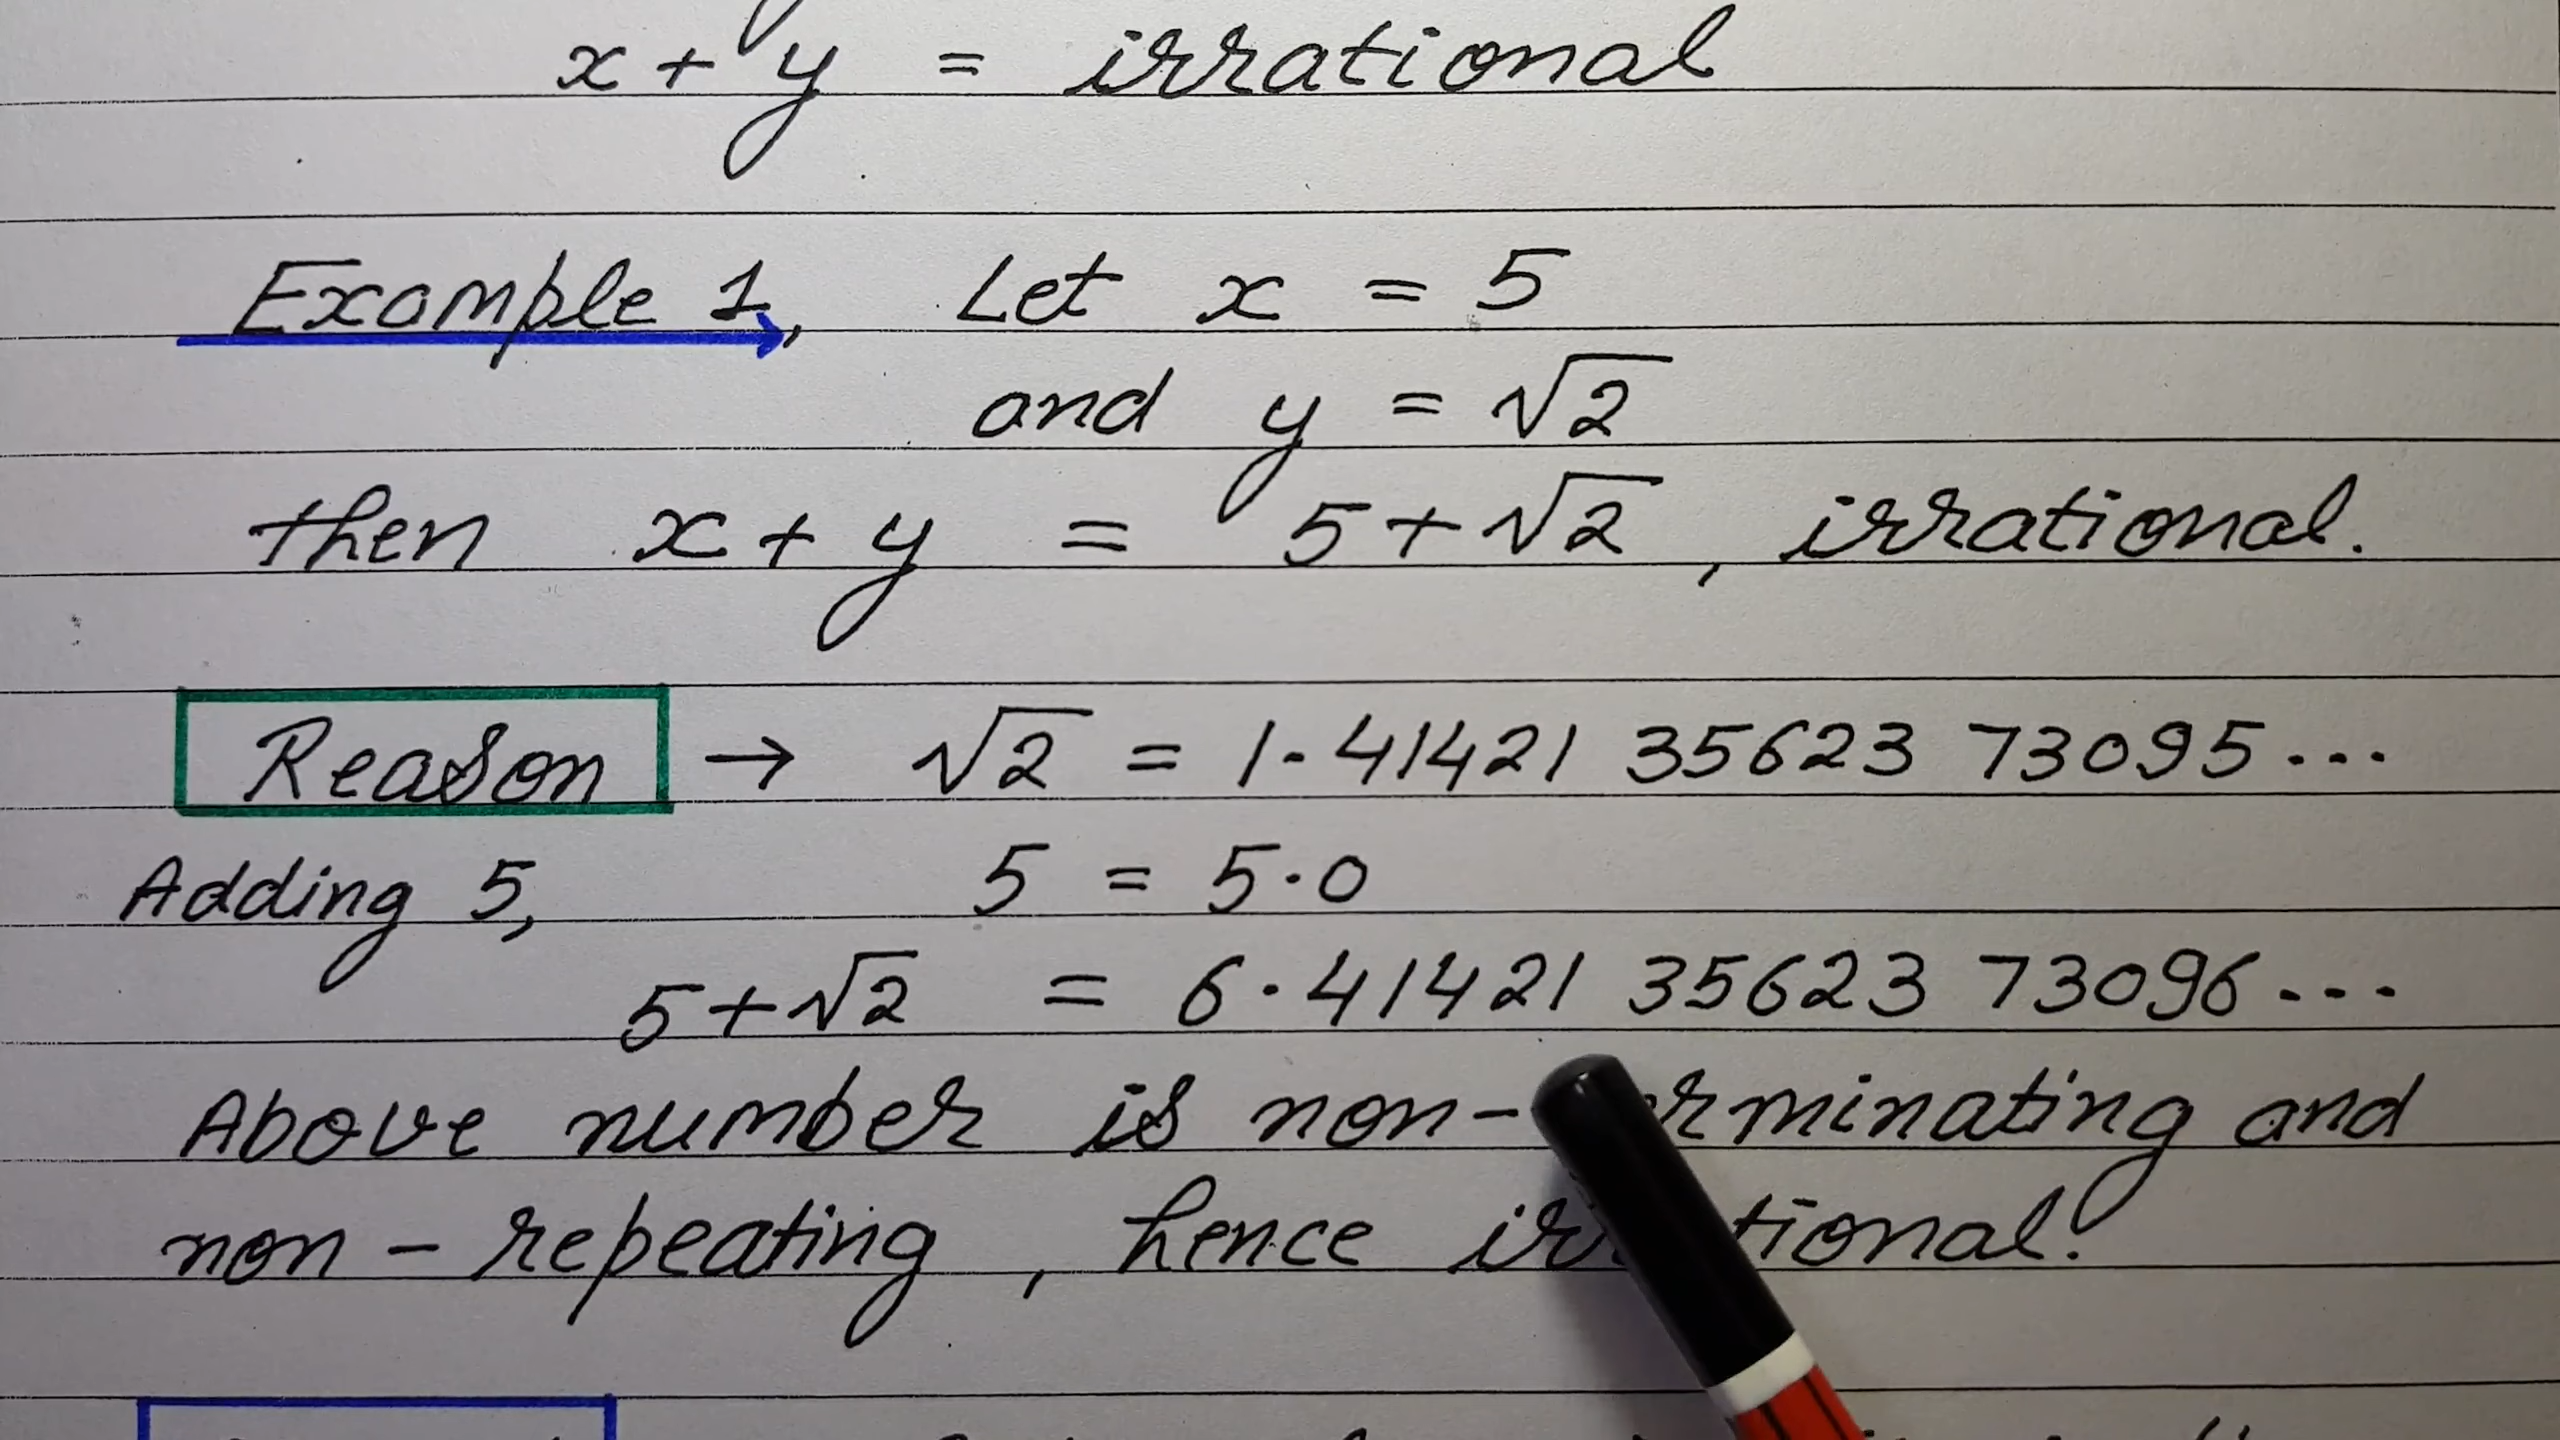 x + y = irrational
Example 1, Let x = 5
and y = √2
then x + y = 5 + √2 , irrational.
Reason → √2 = 1.41421 35623 73095...
Adding 5, 5 = 5.0
5 + √2 = 6.41421 35623 73096...
Above number is non- and
non - repeating , hence